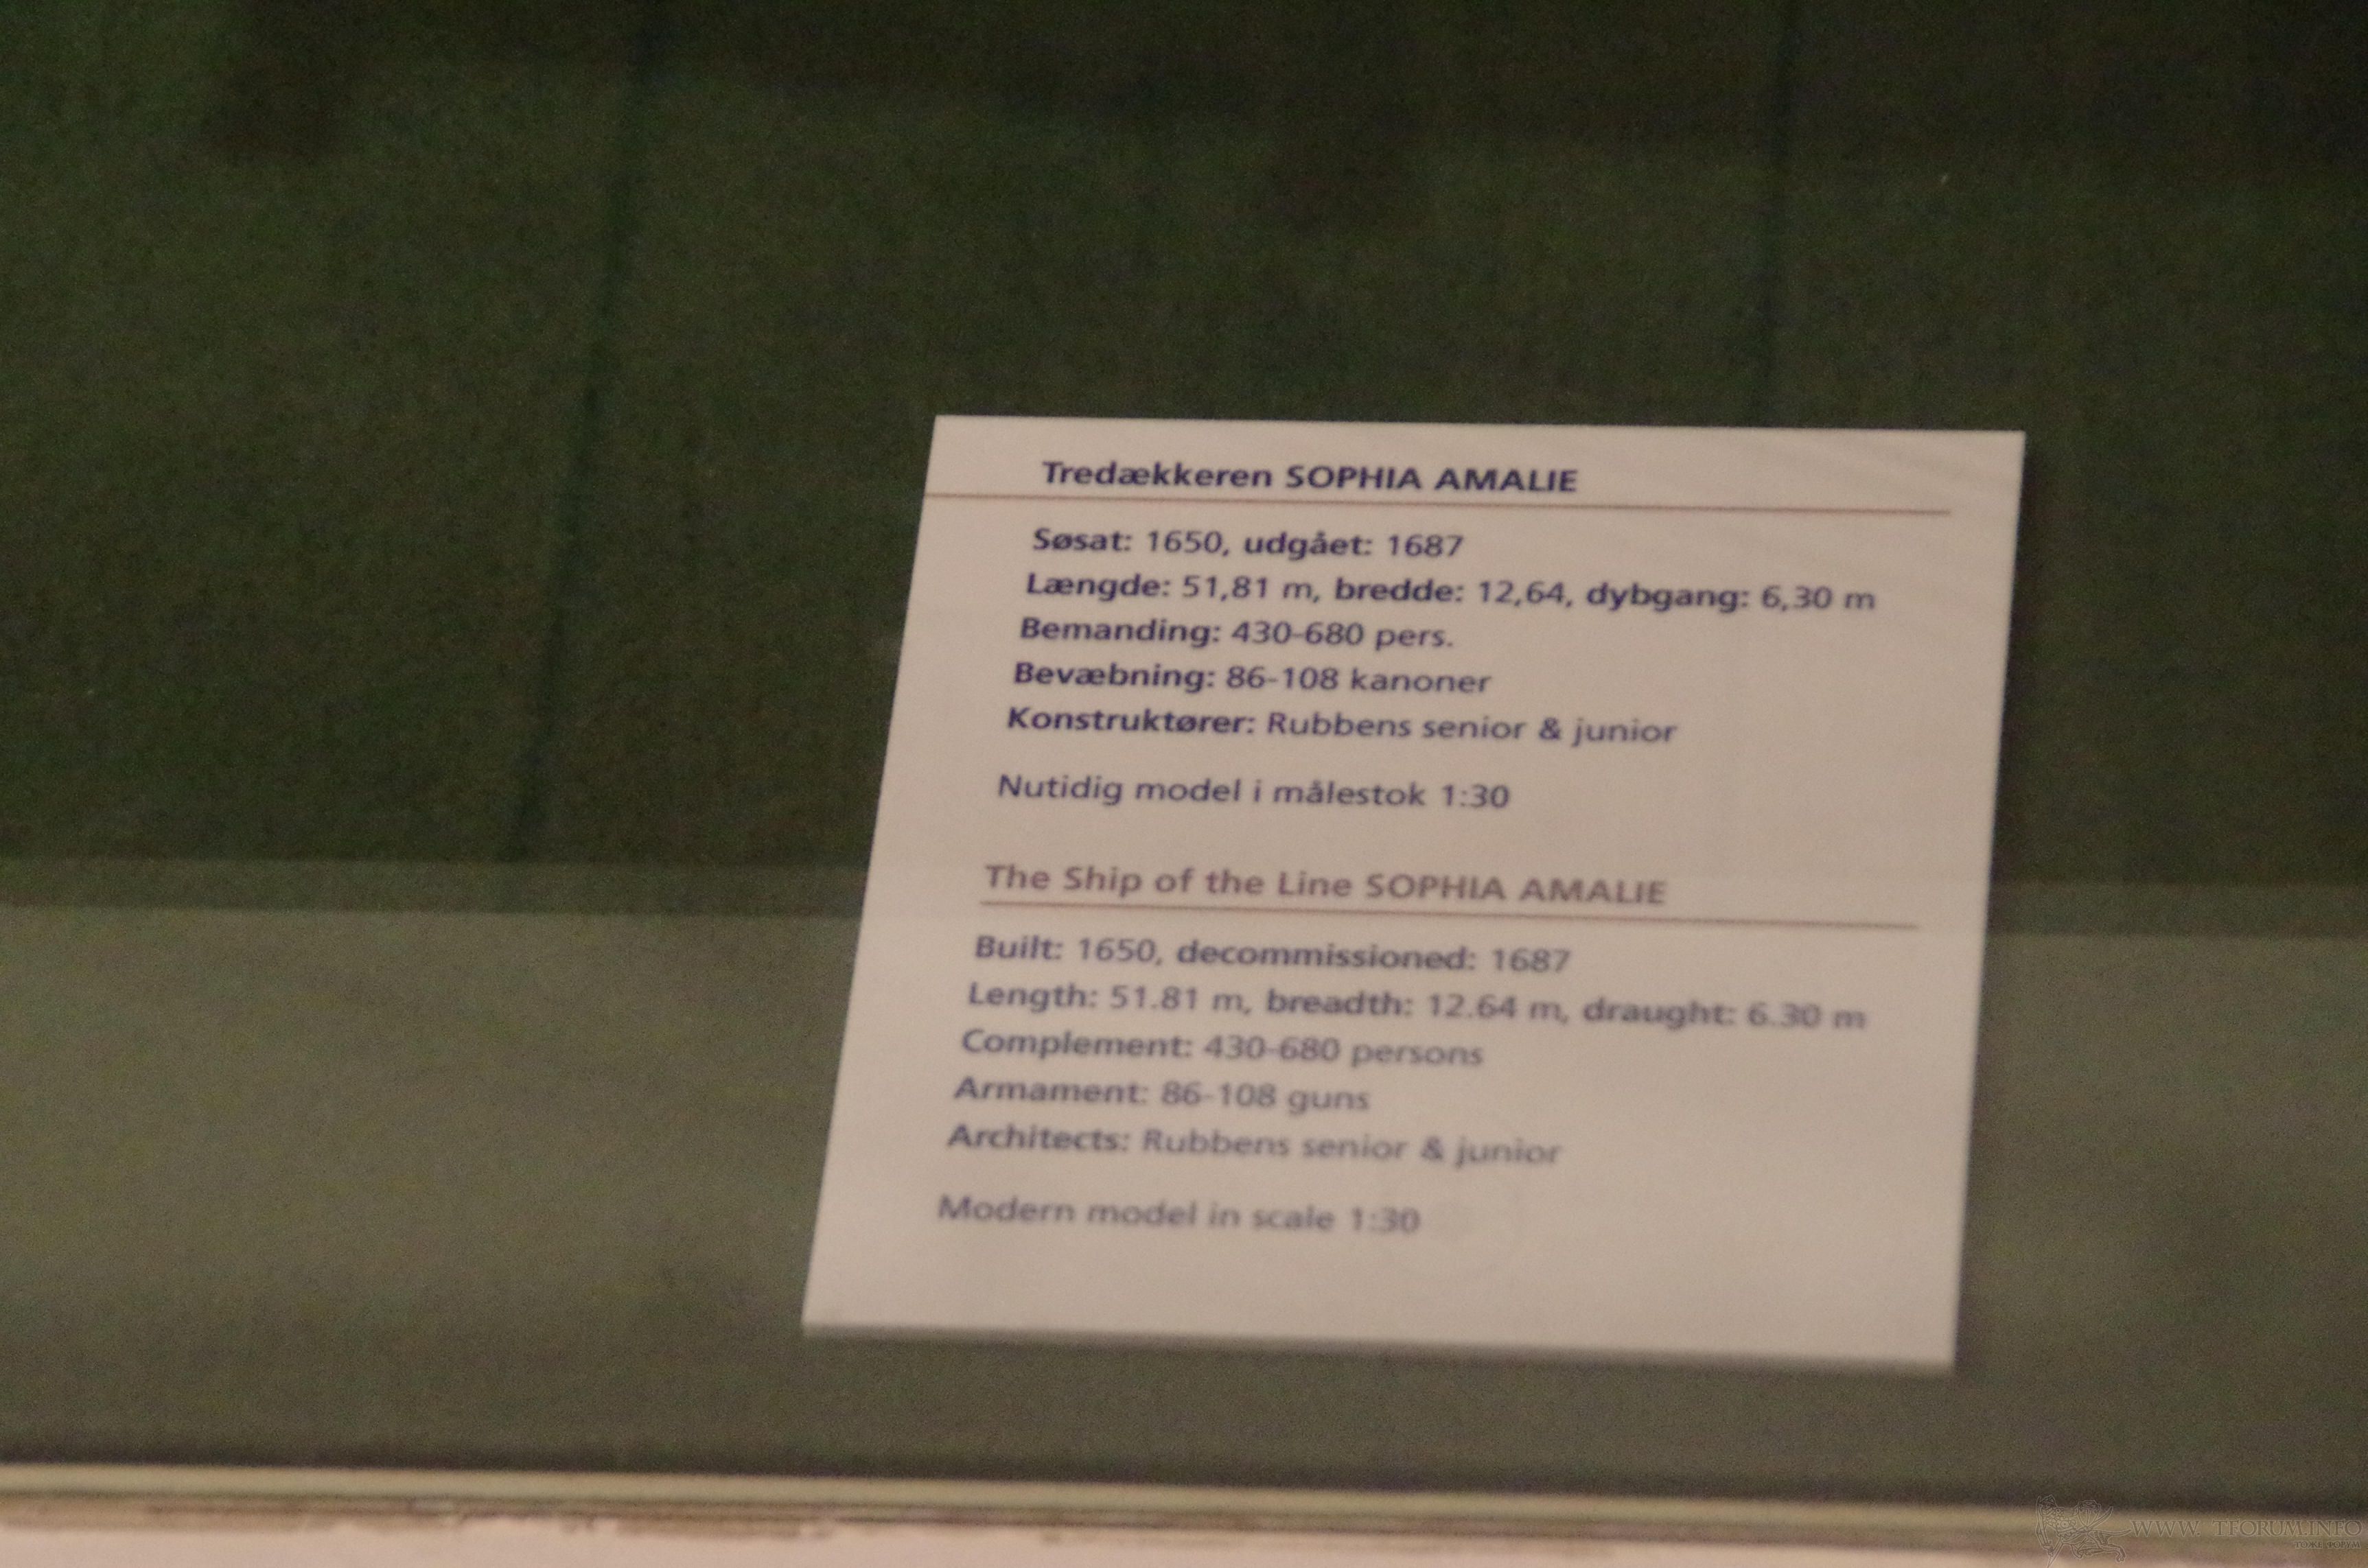 Tredækkeren SOPHIA AMALIE
Søsat: 1650, udgået: 1687
Længde: 51,81 m, bredde: 12,64, dybgang: 6,30 m
Bemanding: 430-680 pers.
Bevæbning: 86-108 kanoner
Konstruktører: Rubbens senior & junior
Nutidig model i målestok 1:30
The Ship of the Line SOPHIA AMALIE
Built: 1650, decommissioned: 1687
Length: 51.81 m, breadth: 12.64 m, draught: 6.30 m
Complement: 430-680 persons
Armament: 86-108 guns
Architects: Rubbens senior & junior
Modern model in scale 1:30
WWW.TFORUM.INFO